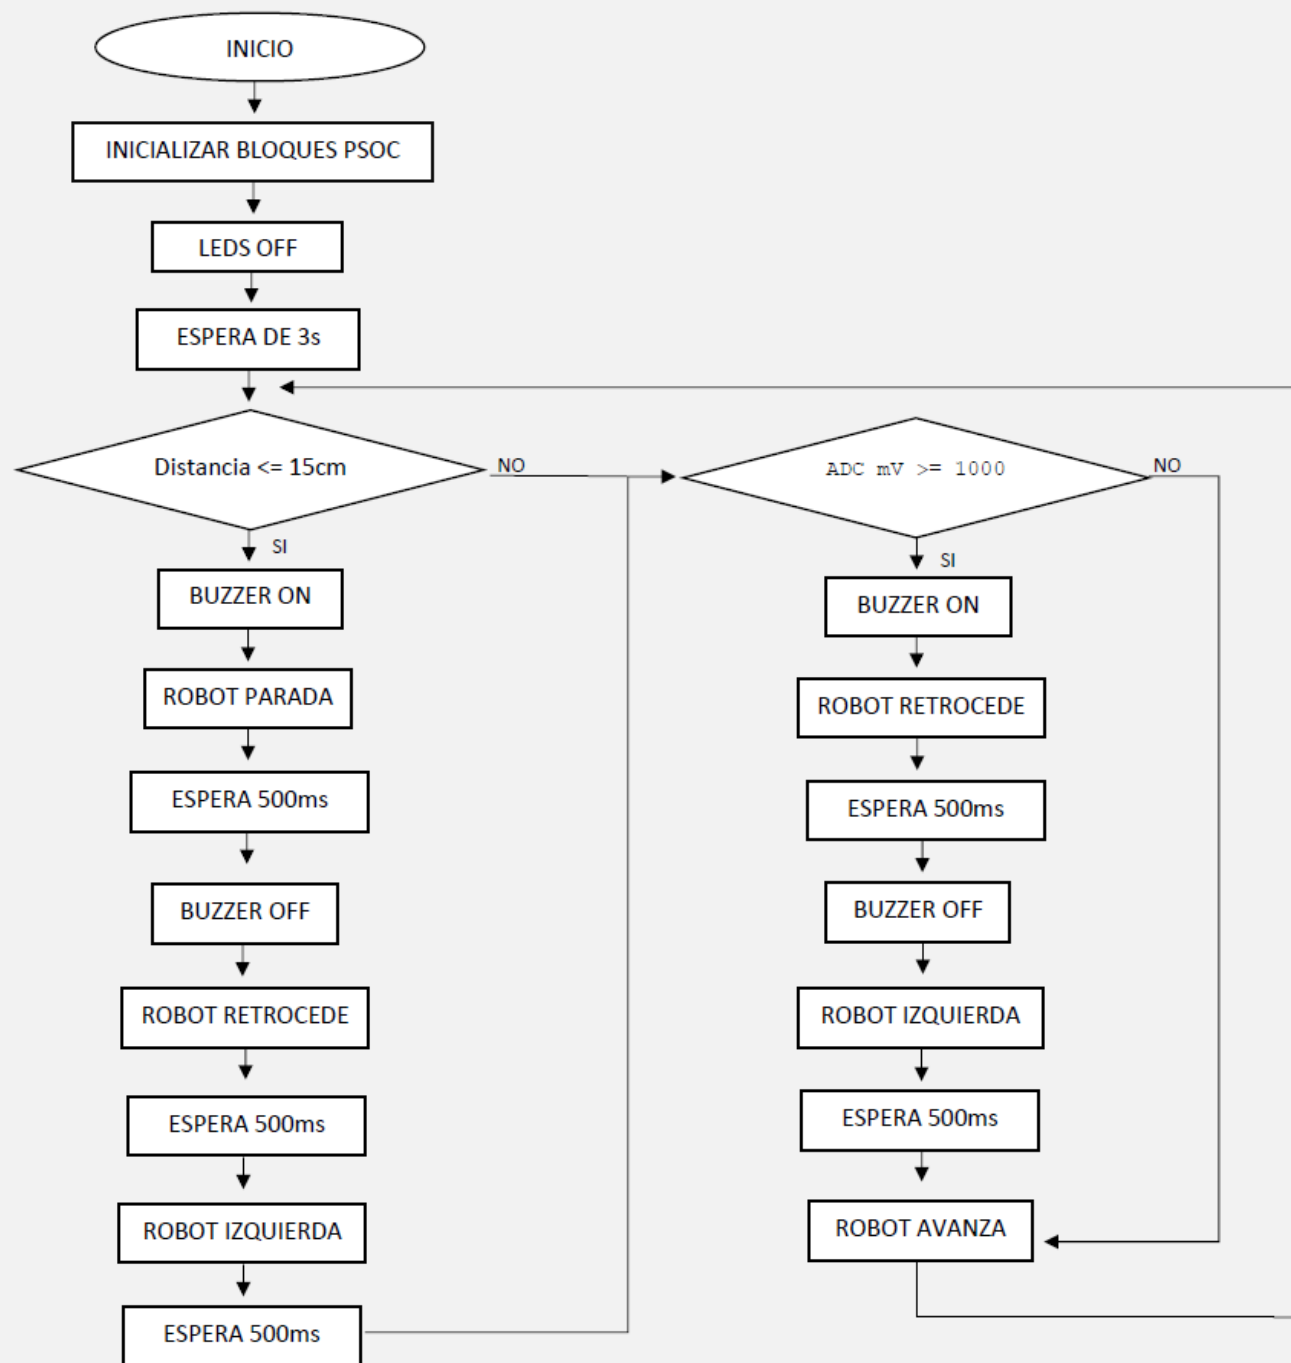 INICIO
INICIALIZAR BLOQUES PSOC
LEDS OFF
ESPERA DE 3s
Distancia <= 15cm
NO
SI
BUZZER ON
ROBOT PARADA
ESPERA 500ms
BUZZER OFF
ROBOT RETROCEDE
ESPERA 500ms
ROBOT IZQUIERDA
ESPERA 500ms
ADC mV >= 1000
NO
SI
BUZZER ON
ROBOT RETROCEDE
ESPERA 500ms
BUZZER OFF
ROBOT IZQUIERDA
ESPERA 500ms
ROBOT AVANZA